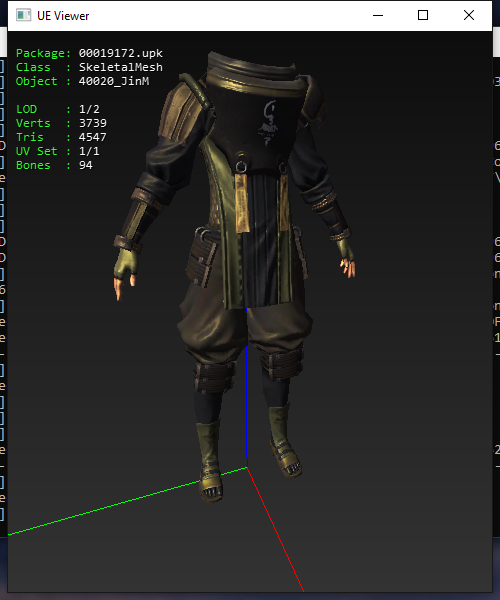 UE Viewer
Package: 00019172.upk
Class : SkeletalMesh
Object : 40020_JinM
LOD : 1/2
Verts : 3739
Tris : 4547
UV Set : 1/1
Bones : 94